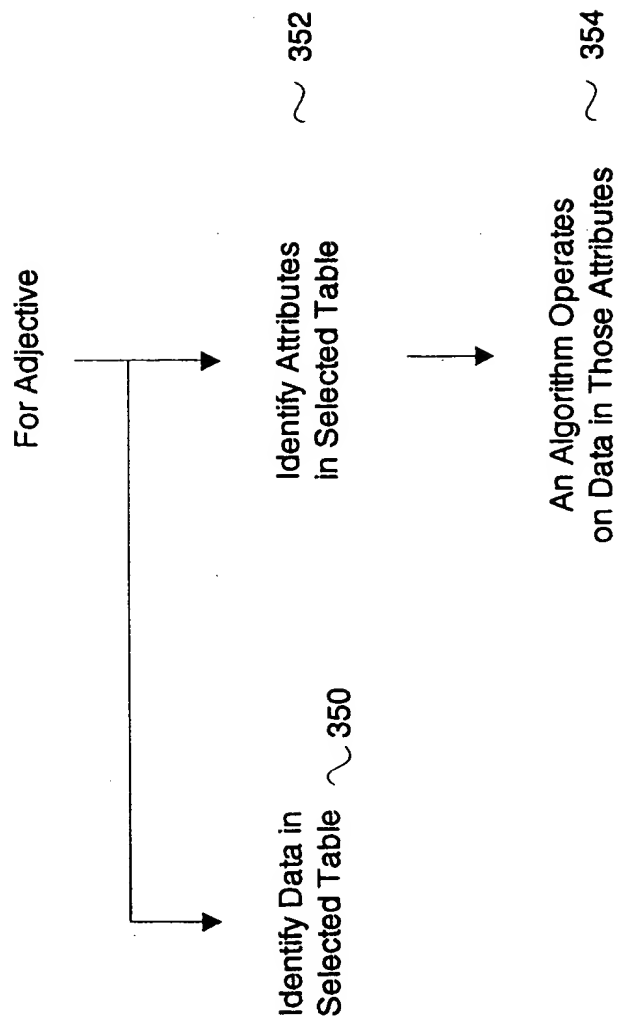 For Adjective
Identify Data in
Selected Table 350
Identify Attributes
in Selected Table
352
An Algorithm Operates
on Data in Those Attributes
354